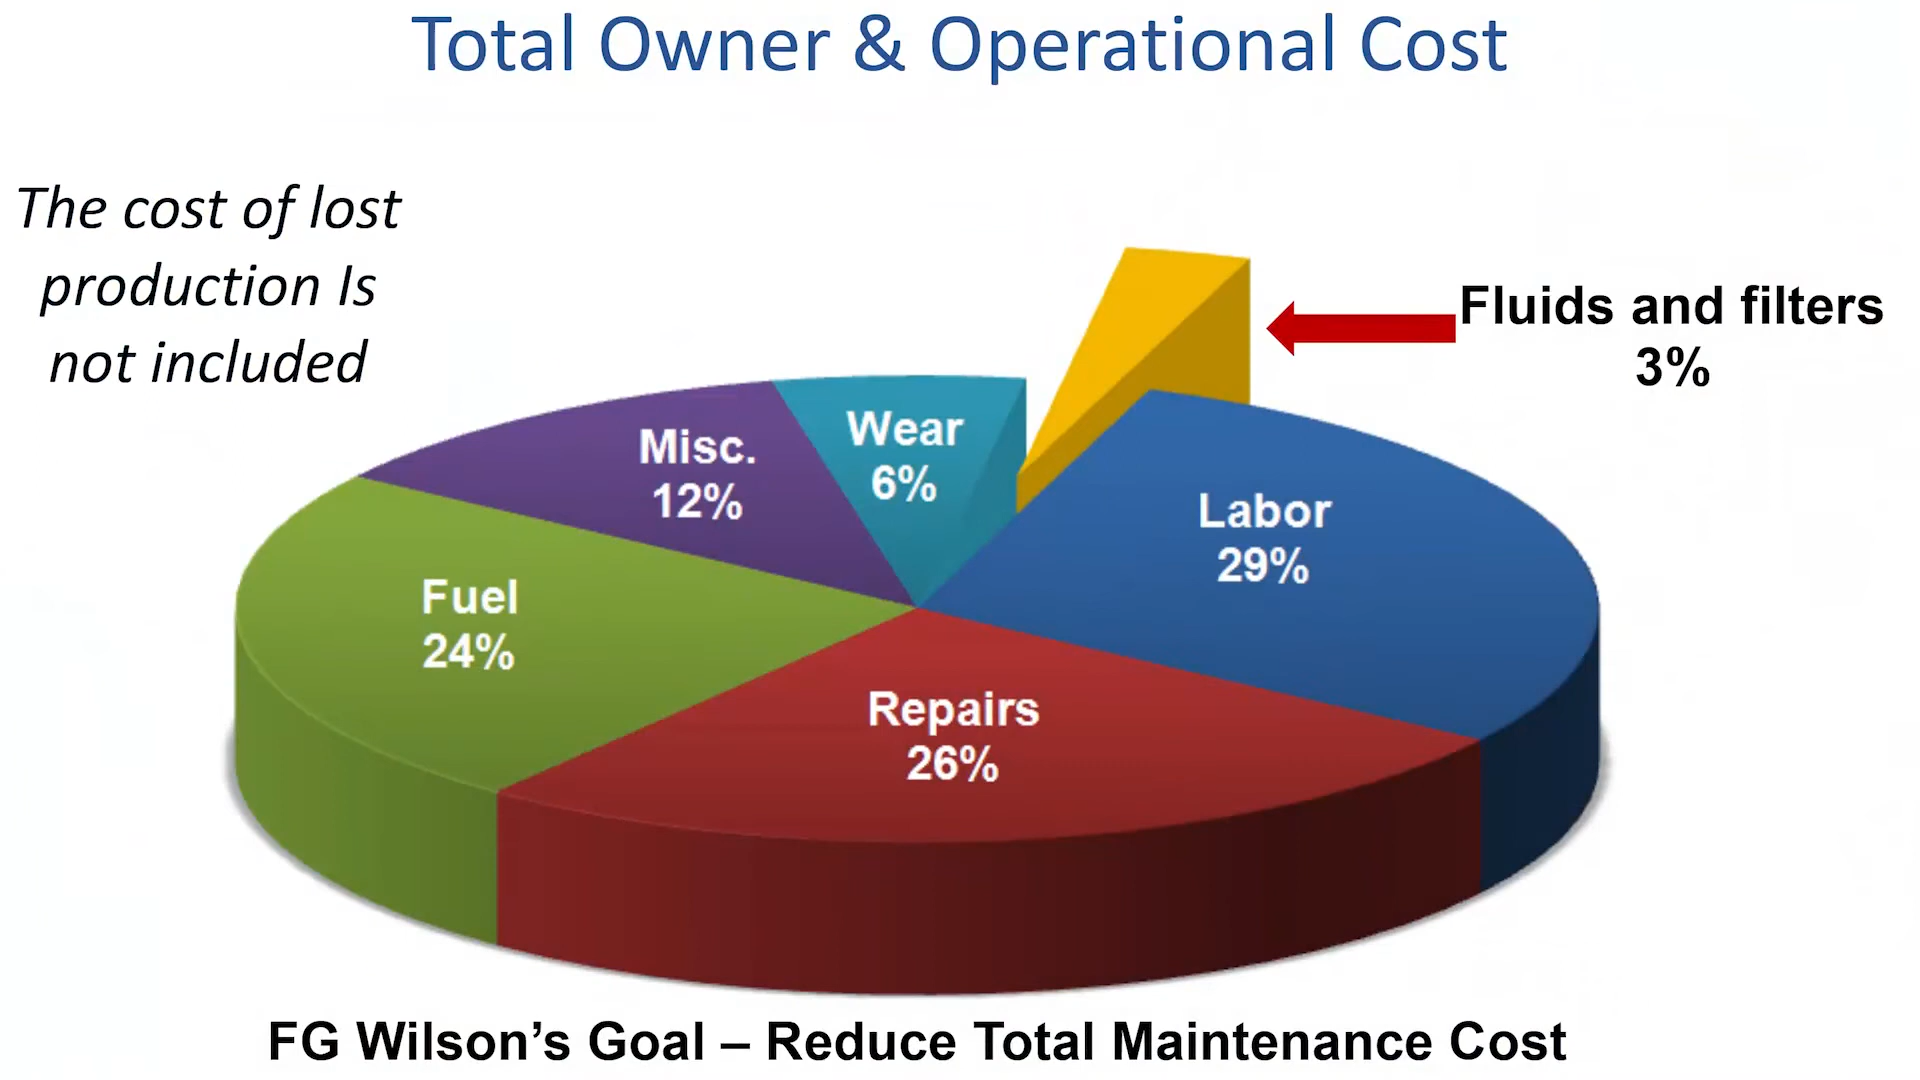 Total Owner & Operational Cost
The cost of lost
production Is
not included
Fluids and filters
3%
Wear
6%
Misc.
12%
Labor
29%
Fuel
24%
Repairs
26%
FG Wilson’s Goal – Reduce Total Maintenance Cost